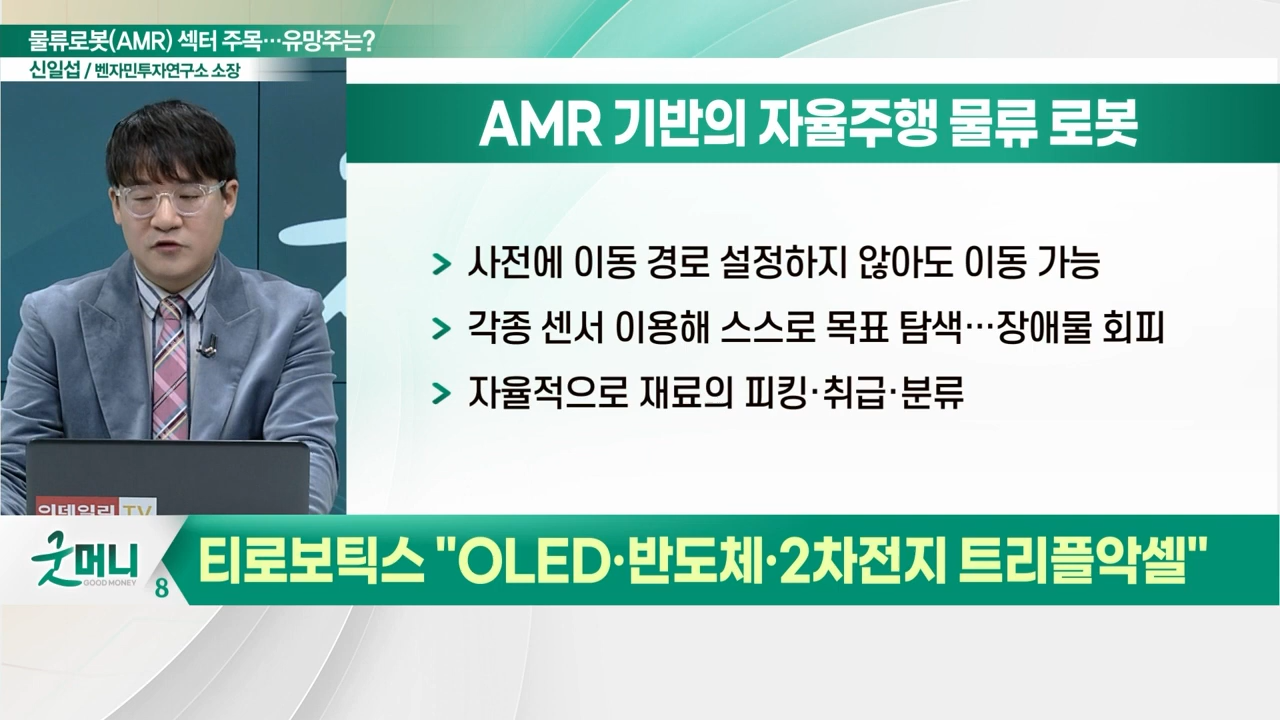 물류로봇(AMR) 섹터 주목…유망주는?
신일섭 / 벤자민투자연구소 소장
AMR 기반의 자율주행 물류 로봇
> 사전에 이동 경로 설정하지 않아도 이동 가능
> 각종 센서 이용해 스스로 목표 탐색…장애물 회피
> 자율적으로 재료의 피킹·취급·분류
이데일리 TV
굿머니
GOOD MONEY
8
티로보틱스 "OLED·반도체·2차전지 트리플악셀"